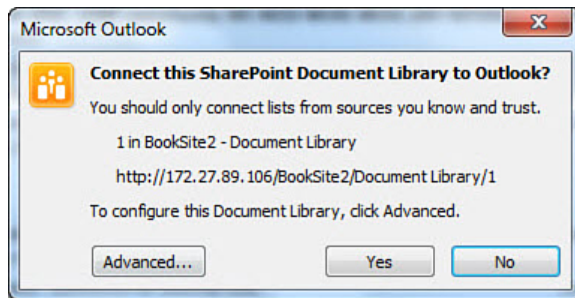 Microsoft Outlook
Connect this SharePoint Document Library to Outlook?
You should only connect lists from sources you know and trust.
1 in BookSite2 - Document Library
http://172.27.89.106/BookSite2/Document Library/1
To configure this Document Library, click Advanced.
Advanced... Yes No